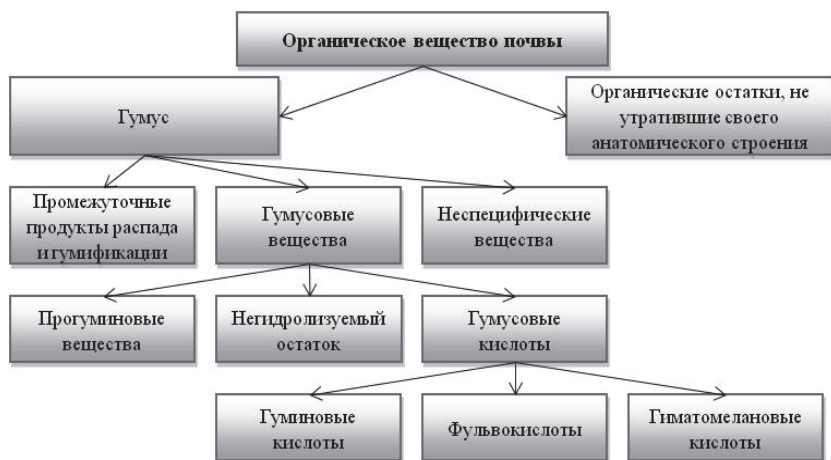 Органическое вещество почвы
Гумус
Органические остатки, не
утратившие своего
анатомического строения
Промежуточные
продукты распада
и гумификации
Гумусовые
вещества
Неспецифические
вещества
Прогуминовые
вещества
Негидролизуемый
остаток
Гумусовые
кислоты
Гуминовые
кислоты
Фульвокислоты
Гиматомелановые
кислоты